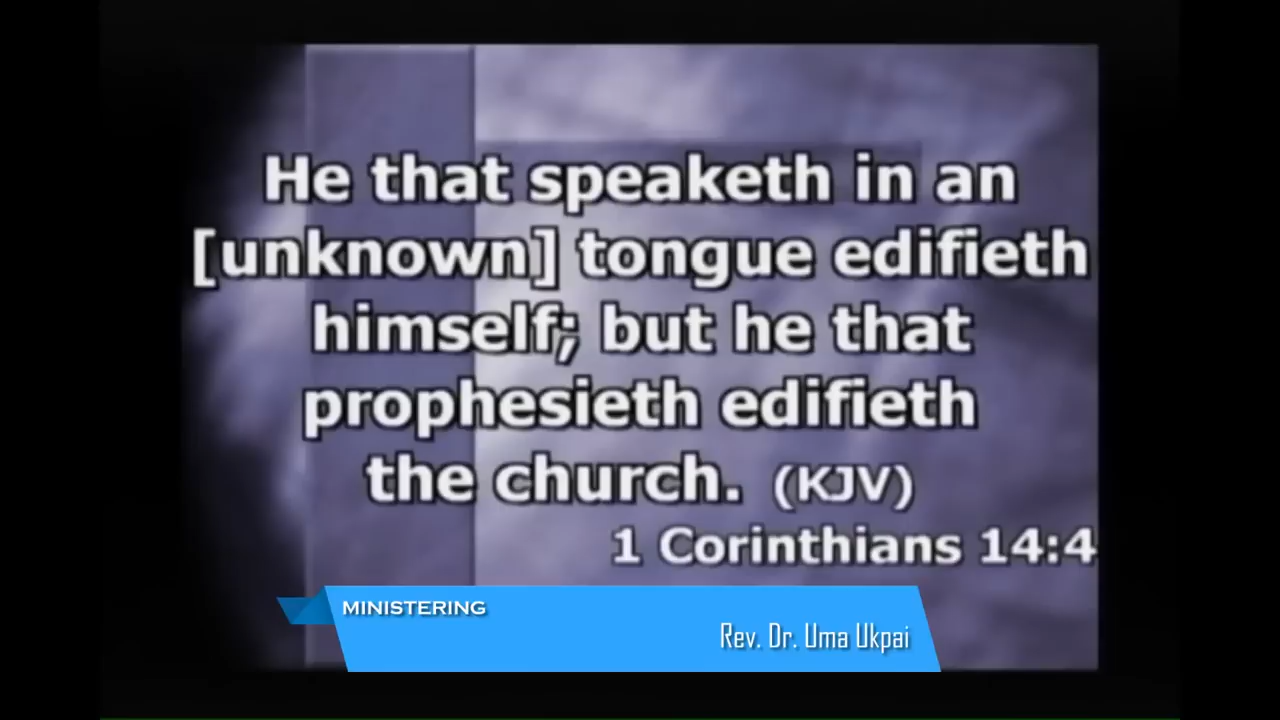 He that speaketh in an
[unknown] tongue edifieth
himself; but he that
prophesieth edifieth
the church. (KJV)
1 Corinthians 14:4
MINISTERING
Rev. Dr. Uma Ukpai